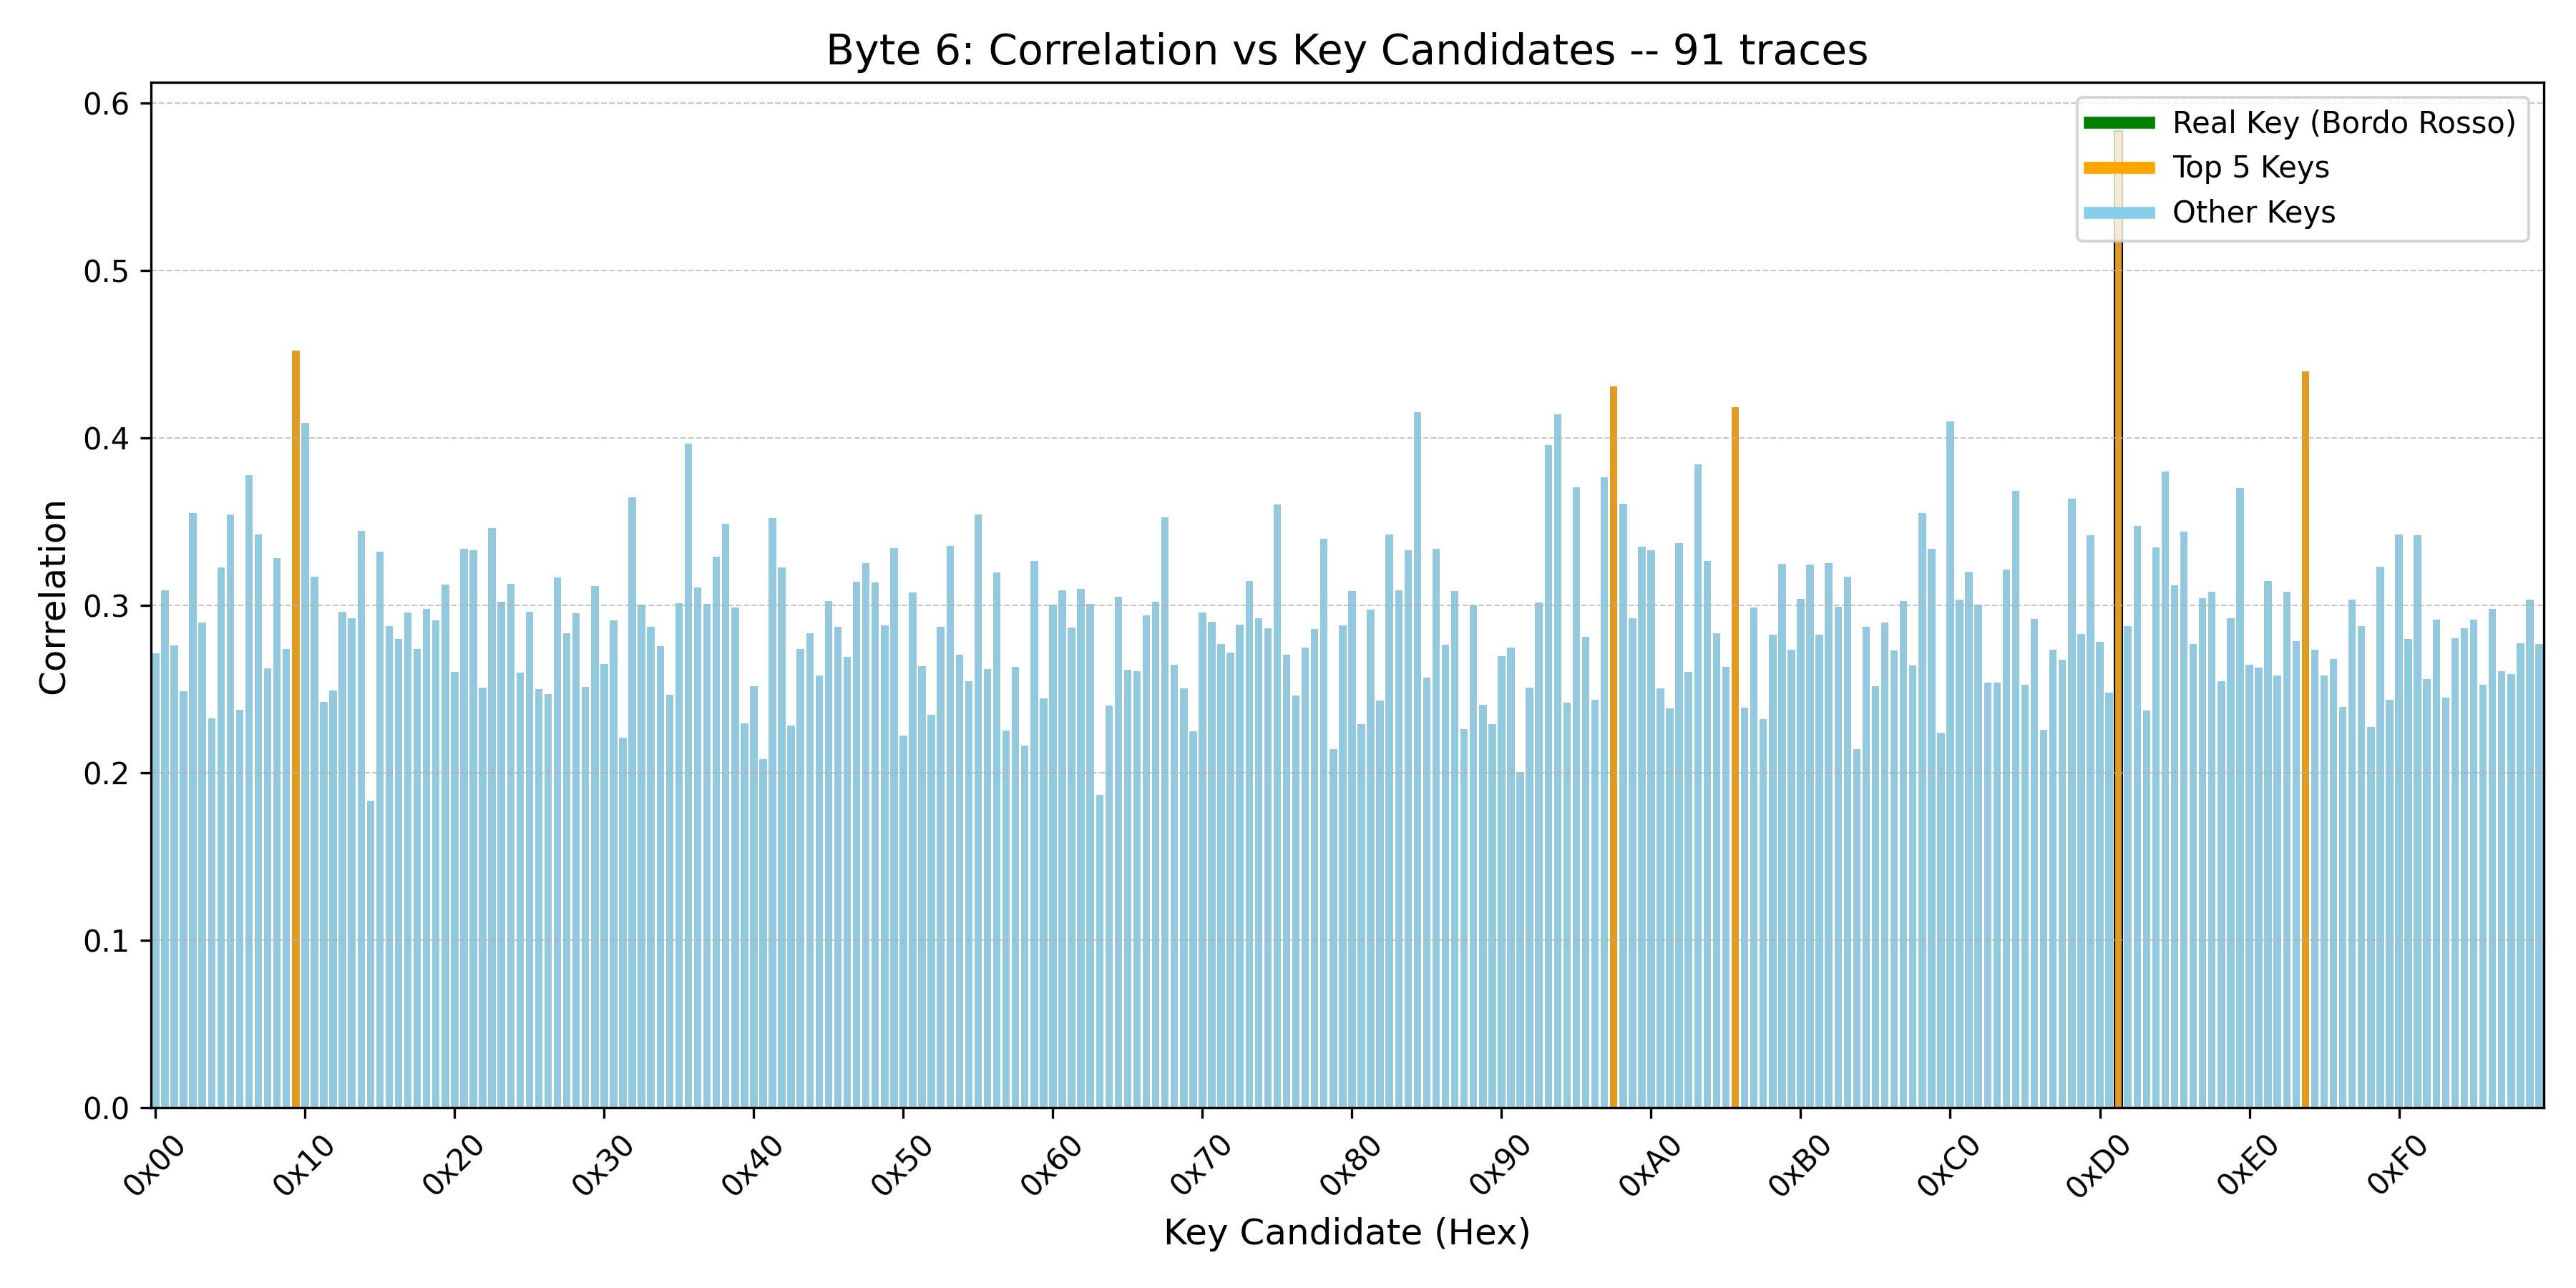 Byte 6: Correlation vs Key Candidates -- 91 traces
Real Key (Bordo Rosso)
Top 5 Keys
Other Keys
Correlation
0.6
0.5
0.4
0.3
0.2
0.1
0.0
0x00 0x10 0x20 0x30 0x40 0x50 0x60 0x70 0x80 0x90 0xA0 0xB0 0xC0 0xD0 0xE0 0xF0
Key Candidate (Hex)